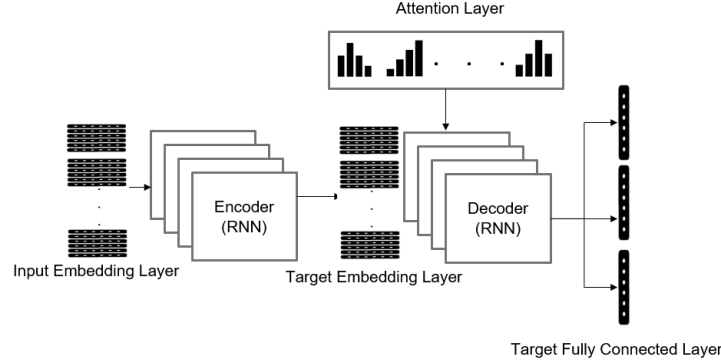 Attention Layer
Encoder
(RNN)
Decoder
(RNN)
Input Embedding Layer
Target Embedding Layer
Target Fully Connected Layer